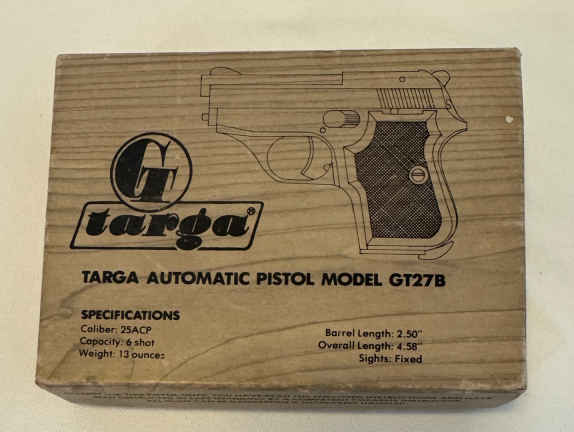 GT
targa®
TARGA AUTOMATIC PISTOL MODEL GT27B
SPECIFICATIONS
Caliber: 25ACP
Capacity: 6 shot
Weight: 13 ounces
Barrel Length: 2.50"
Overall Length: 4.58"
Sights: Fixed